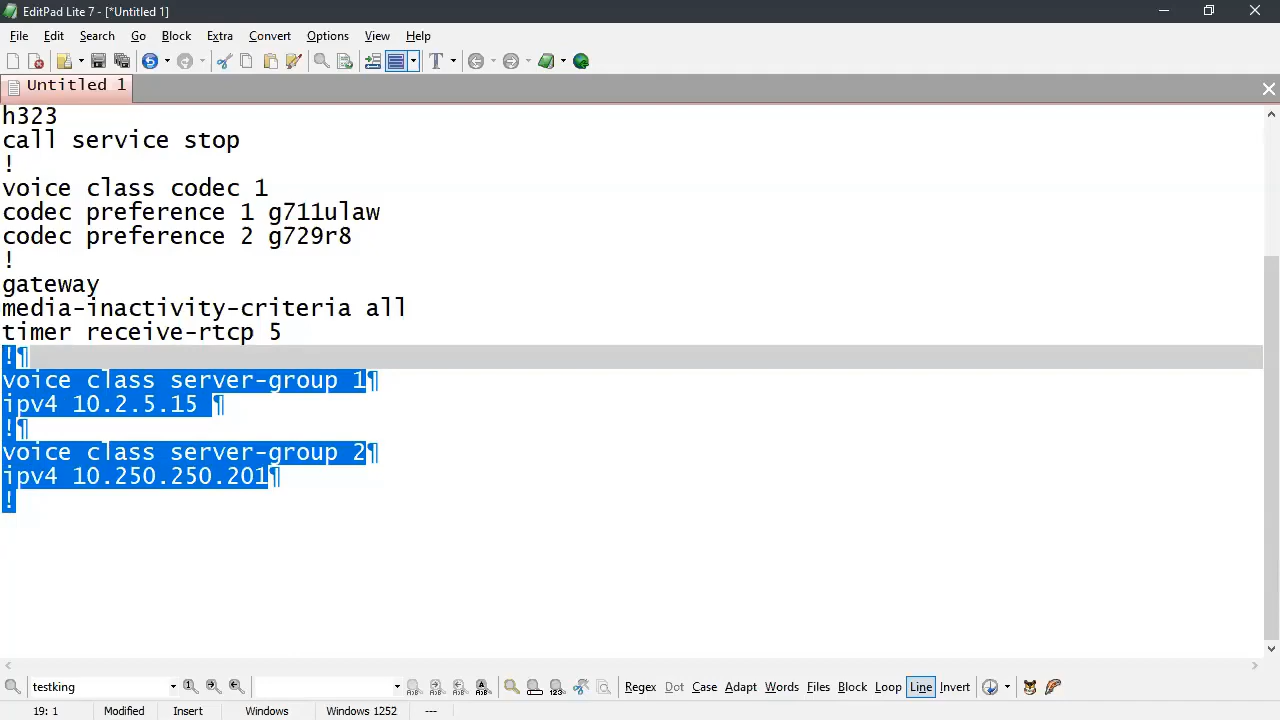 EditPad Lite 7 - [*Untitled 1]
File Edit Search Go Block Extra Convert Options View Help
Untitled 1
h323
call service stop
!
voice class codec 1
codec preference 1 g711ulaw
codec preference 2 g729r8
!
gateway
media-inactivity-criteria all
timer receive-rtcp 5
!¶
voice class server-group 1¶
ipv4 10.2.5.15 ¶
!¶
voice class server-group 2¶
ipv4 10.250.250.201¶
!
testking Regex Dot Case Adapt Words Files Block Loop Line Invert
19: 1 Modified Insert Windows Windows 1252 ---